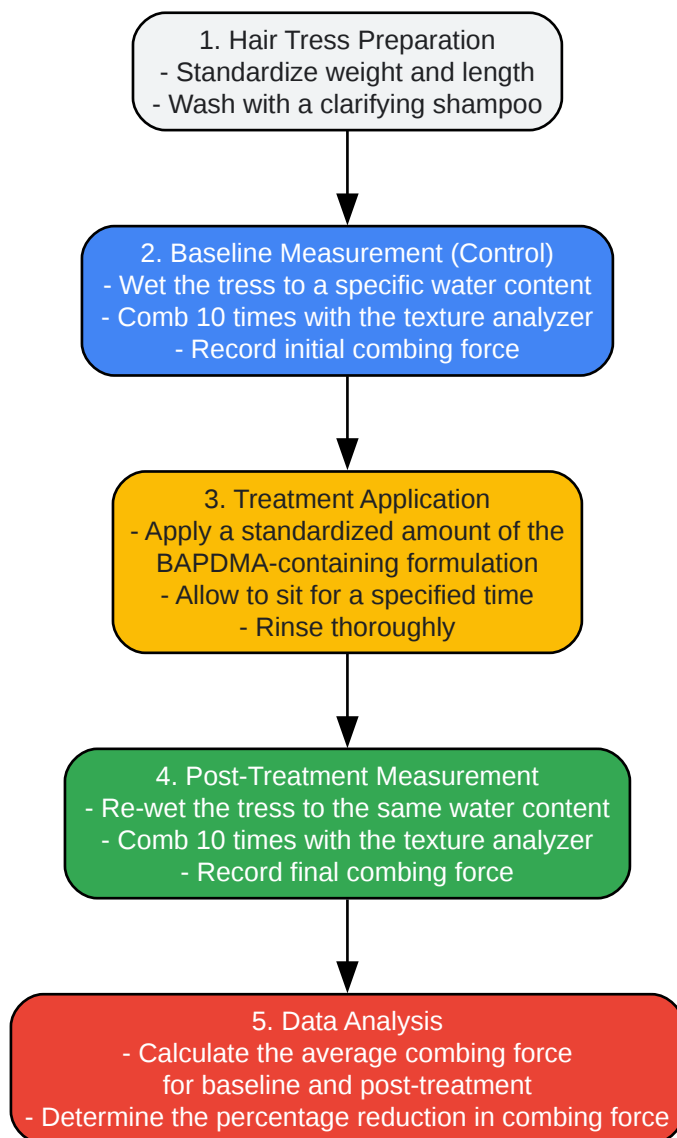 1. Hair Tress Preparation
- Standardize weight and length
- Wash with a clarifying shampoo
2. Baseline Measurement (Control)
- Wet the tress to a specific water content
- Comb 10 times with the texture analyzer
- Record initial combing force
3. Treatment Application
- Apply a standardized amount of the
BAPDMA-containing formulation
- Allow to sit for a specified time
- Rinse thoroughly
4. Post-Treatment Measurement
- Re-wet the tress to the same water content
- Comb 10 times with the texture analyzer
- Record final combing force
5. Data Analysis
- Calculate the average combing force
for baseline and post-treatment
- Determine the percentage reduction in combing force